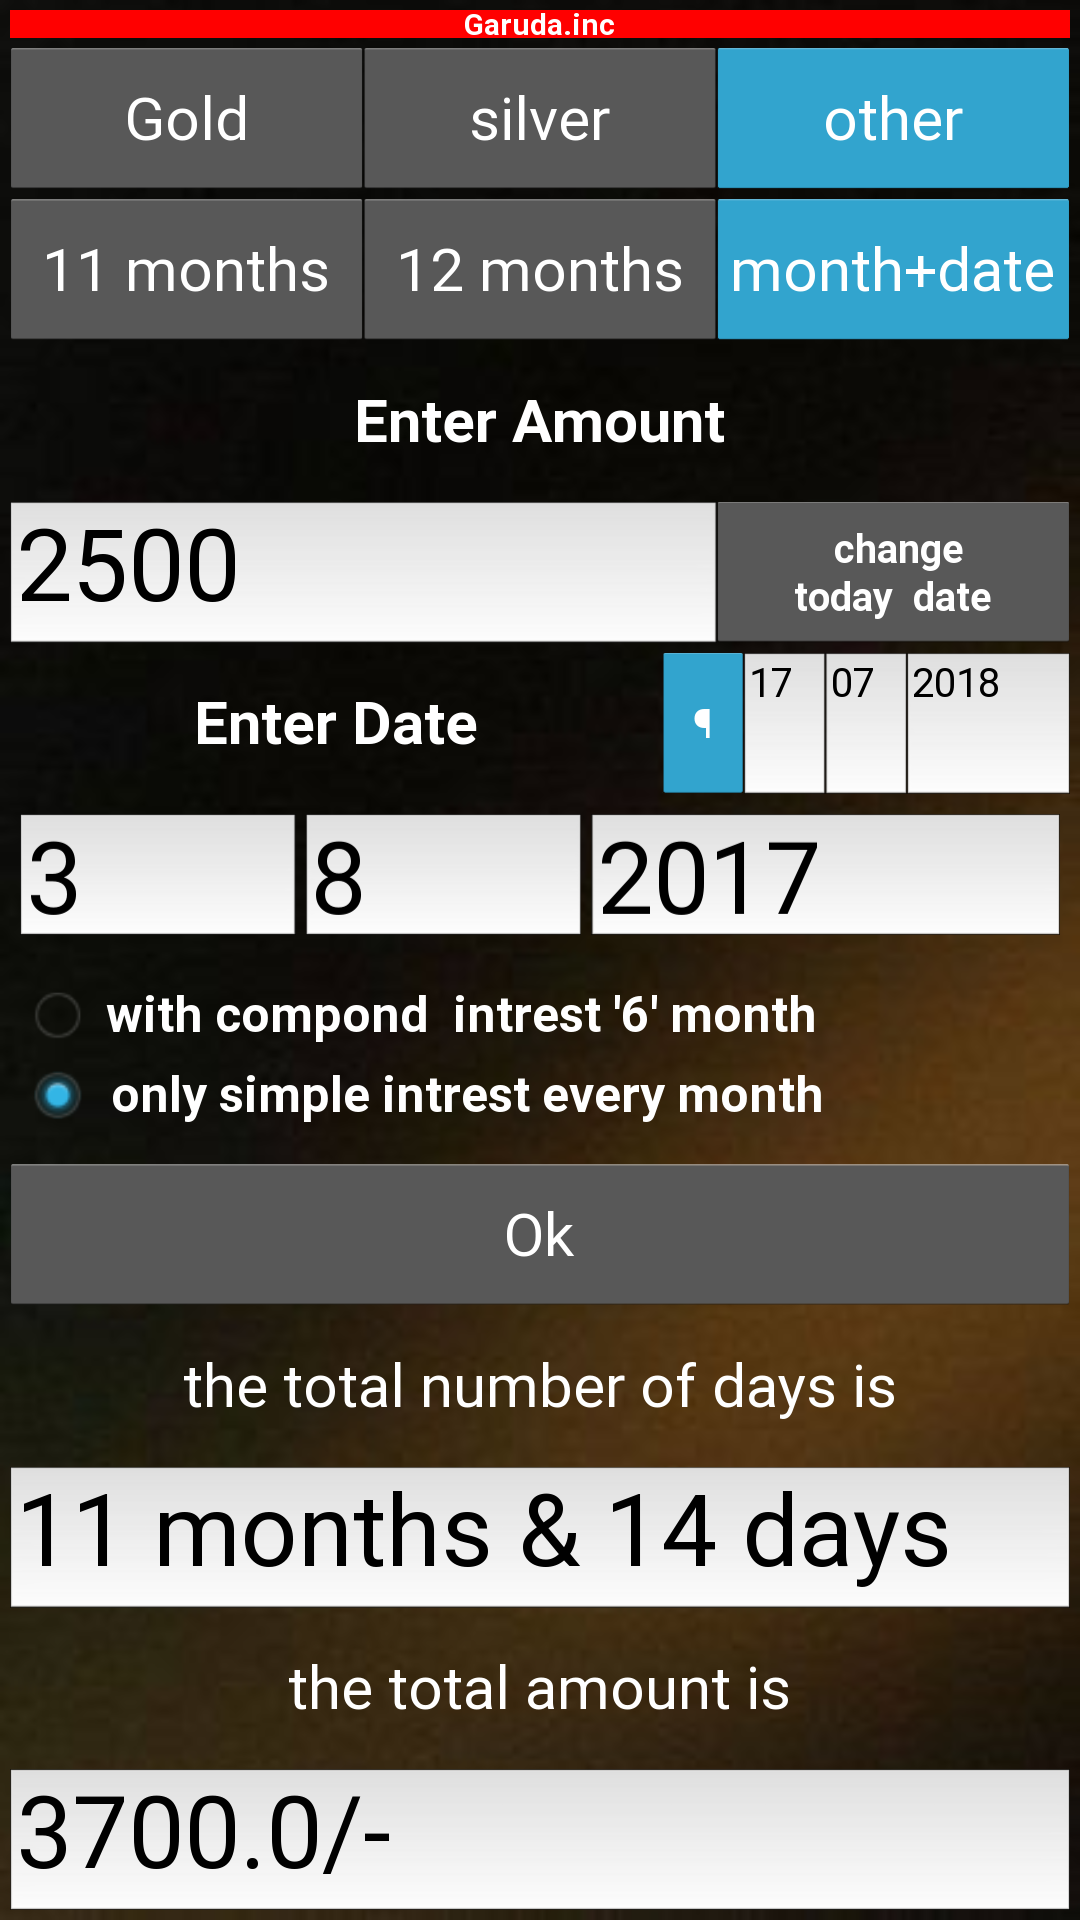 Garuda.inc
Gold silver other
11 months 12 months month+date
Enter Amount
2500
change
today date
Enter Date
¶ 17 07 2018
3 8 2017
with compond intrest '6' month
only simple intrest every month
Ok
the total number of days is
11 months & 14 days
the total amount is
3700.0/-